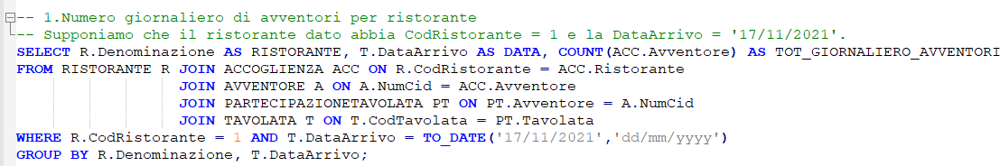 -- 1.Numero giornaliero di avventori per ristorante
-- Supponiamo che il ristorante dato abbia CodRistorante = 1 e la DataArrivo = '17/11/2021'.
SELECT R.Denominazione AS RISTORANTE, T.DataArrivo AS DATA, COUNT(ACC.Avventore) AS TOT_GIORNALIERO_AVVENTORI
FROM RISTORANTE R JOIN ACCOGLIENZA ACC ON R.CodRistorante = ACC.Ristorante
JOIN AVVENTORE A ON A.NumCid = ACC.Avventore
JOIN PARTECIPAZIONETAVOLATA PT ON PT.Avventore = A.NumCid
JOIN TAVOLATA T ON T.CodTavolata = PT.Tavolata
WHERE R.CodRistorante = 1 AND T.DataArrivo = TO_DATE('17/11/2021','dd/mm/yyyy')
GROUP BY R.Denominazione, T.DataArrivo;